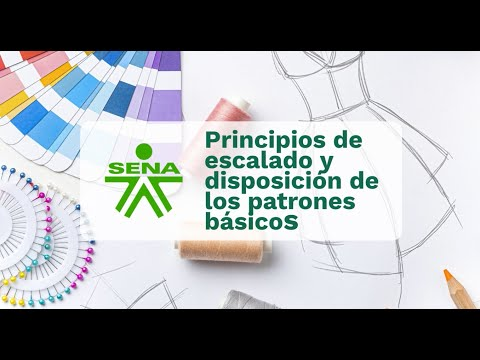 SENA
Principios de
escalado y
disposición de
los patrones
básicoS